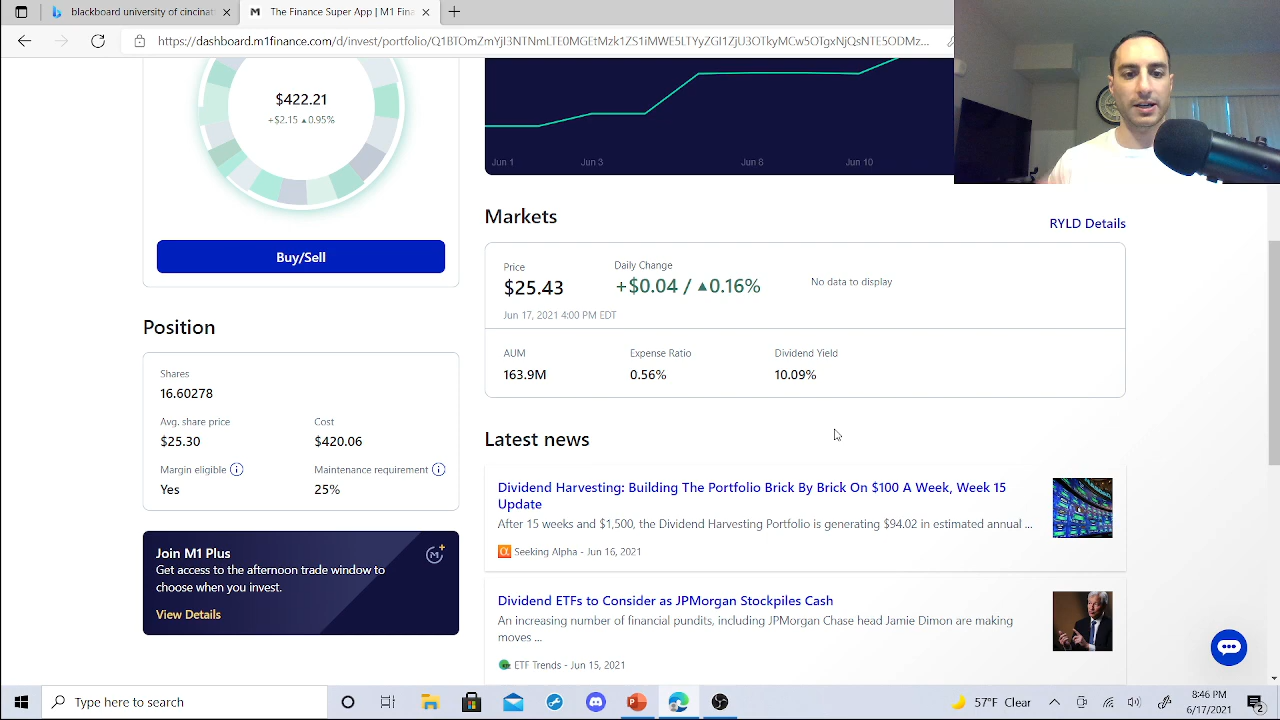 blackboard university of cincinnat
The Finance Super App | M1 Fina
https://dashboard.m1finance.com/d/invest/portfolio/
$422.21
+$2.15 ▲0.95%
Buy/Sell
Jun 1
Jun 3
Jun 8
Jun 10
Markets
RYLD Details
Price
$25.43
Jun 17, 2021 4:00 PM EDT
Daily Change
+$0.04 / ▲0.16%
No data to display
AUM
163.9M
Expense Ratio
0.56%
Dividend Yield
10.09%
Position
Shares
16.60278
Avg. share price
$25.30
Cost
$420.06
Margin eligible
Yes
Maintenance requirement
25%
Join M1 Plus
Get access to the afternoon trade window to
choose when you invest.
View Details
Latest news
Dividend Harvesting: Building The Portfolio Brick By Brick On $100 A Week, Week 15
Update
After 15 weeks and $1,500, the Dividend Harvesting Portfolio is generating $94.02 in estimated annual ...
Seeking Alpha - Jun 16, 2021
Dividend ETFs to Consider as JPMorgan Stockpiles Cash
An increasing number of financial pundits, including JPMorgan Chase head Jamie Dimon are making
moves ...
ETF Trends - Jun 15, 2021
Type here to search
57°F Clear
8:46 PM
6/17/2021
2